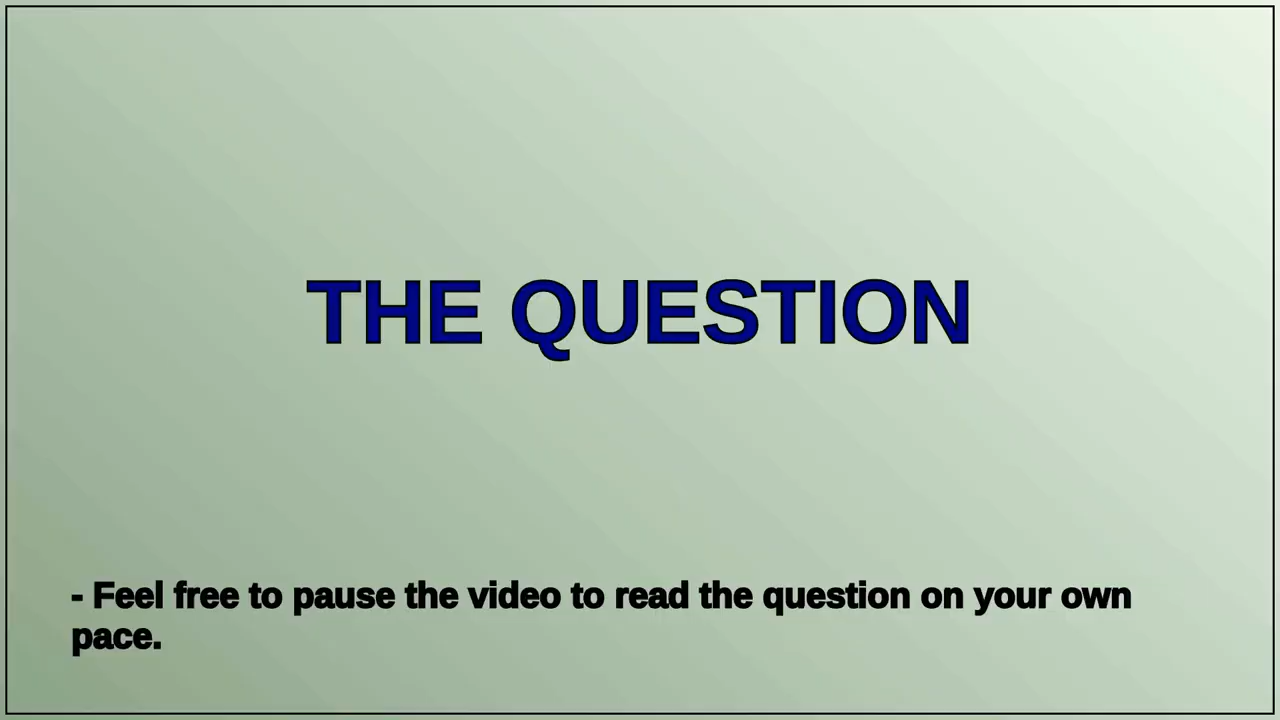 THE QUESTION
- Feel free to pause the video to read the question on your own
pace.